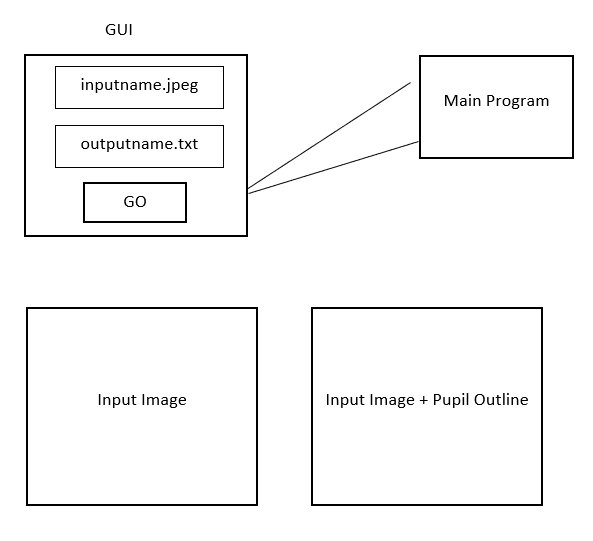 GUI
inputname.jpeg
outputname.txt
GO
Main Program
Input Image
Input Image + Pupil Outline